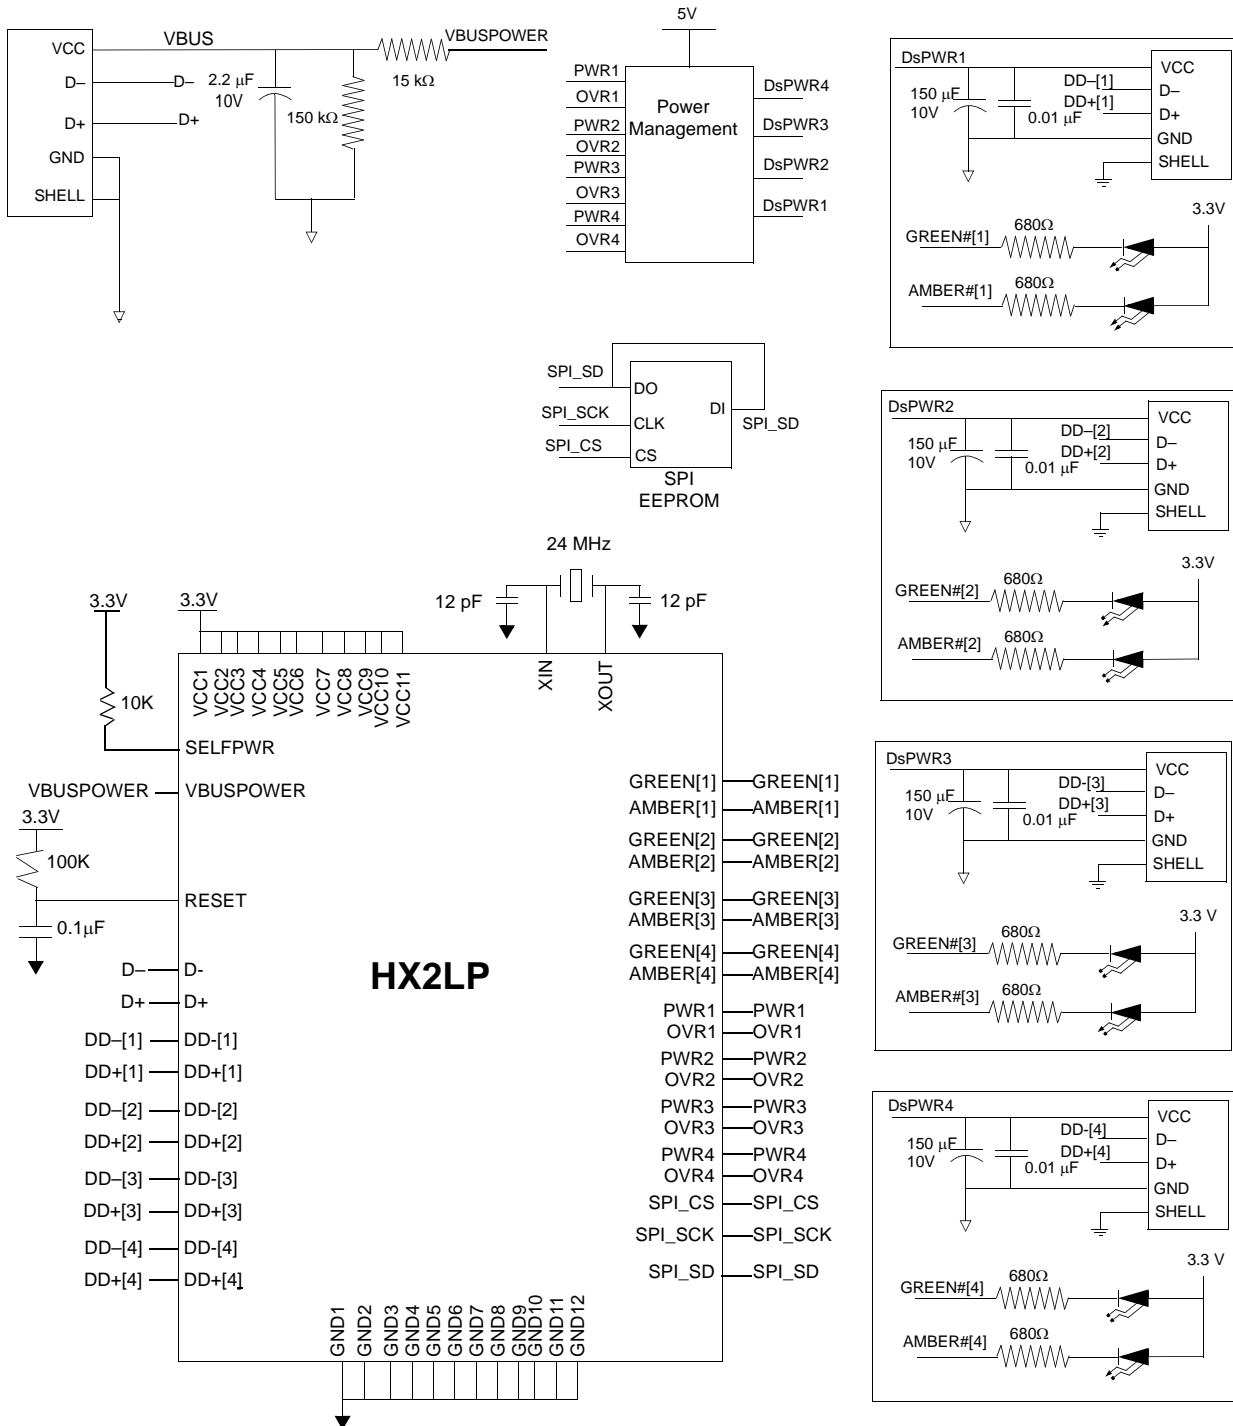 VCC
D–
D+
GND
SHELL
VBUS
D–
D+
2.2 μF
10V
150 kΩ
15 kΩ
VBUSPOWER
5V
PWR1
OVR1
PWR2
OVR2
PWR3
OVR3
PWR4
OVR4
Power
Management
DsPWR4
DsPWR3
DsPWR2
DsPWR1
SPI_SD
SPI_SCK
SPI_CS
DO
CLK
CS
DI
SPI_SD
SPI
EEPROM
DsPWR1
150 μF
10V
0.01 μF
DD–[1]
DD+[1]
VCC
D–
D+
GND
SHELL
3.3V
GREEN#[1]
680Ω
AMBER#[1]
680Ω
DsPWR2
150 μF
10V
0.01 μF
DD–[2]
DD+[2]
VCC
D–
D+
GND
SHELL
3.3V
GREEN#[2]
680Ω
AMBER#[2]
680Ω
DsPWR3
150 μF
10V
0.01 μF
DD-[3]
DD+[3]
VCC
D–
D+
GND
SHELL
3.3 V
GREEN#[3]
680Ω
AMBER#[3]
680Ω
DsPWR4
150 μF
10V
0.01 μF
DD-[4]
DD+[4]
VCC
D–
D+
GND
SHELL
3.3 V
GREEN#[4]
680Ω
AMBER#[4]
680Ω
24 MHz
12 pF
12 pF
3.3V
3.3V
10K
VCC1
VCC2
VCC3
VCC4
VCC5
VCC6
VCC7
VCC8
VCC9
VCC10
VCC11
XIN
XOUT
SELFPWR
VBUSPOWER
VBUSPOWER
3.3V
100K
RESET
0.1μF
HX2LP
D– D-
D+ D+
DD–[1] DD-[1]
DD+[1] DD+[1]
DD–[2] DD-[2]
DD+[2] DD+[2]
DD–[3] DD-[3]
DD+[3] DD+[3]
DD–[4] DD-[4]
DD+[4] DD+[4]
GREEN[1] GREEN[1]
AMBER[1] AMBER[1]
GREEN[2] GREEN[2]
AMBER[2] AMBER[2]
GREEN[3] GREEN[3]
AMBER[3] AMBER[3]
GREEN[4] GREEN[4]
AMBER[4] AMBER[4]
PWR1 PWR1
OVR1 OVR1
PWR2 PWR2
OVR2 OVR2
PWR3 PWR3
OVR3 OVR3
PWR4 PWR4
OVR4 OVR4
SPI_CS SPI_CS
SPI_SCK SPI_SCK
SPI_SD SPI_SD
GND1
GND2
GND3
GND4
GND5
GND6
GND7
GND8
GND9
GND10
GND11
GND12